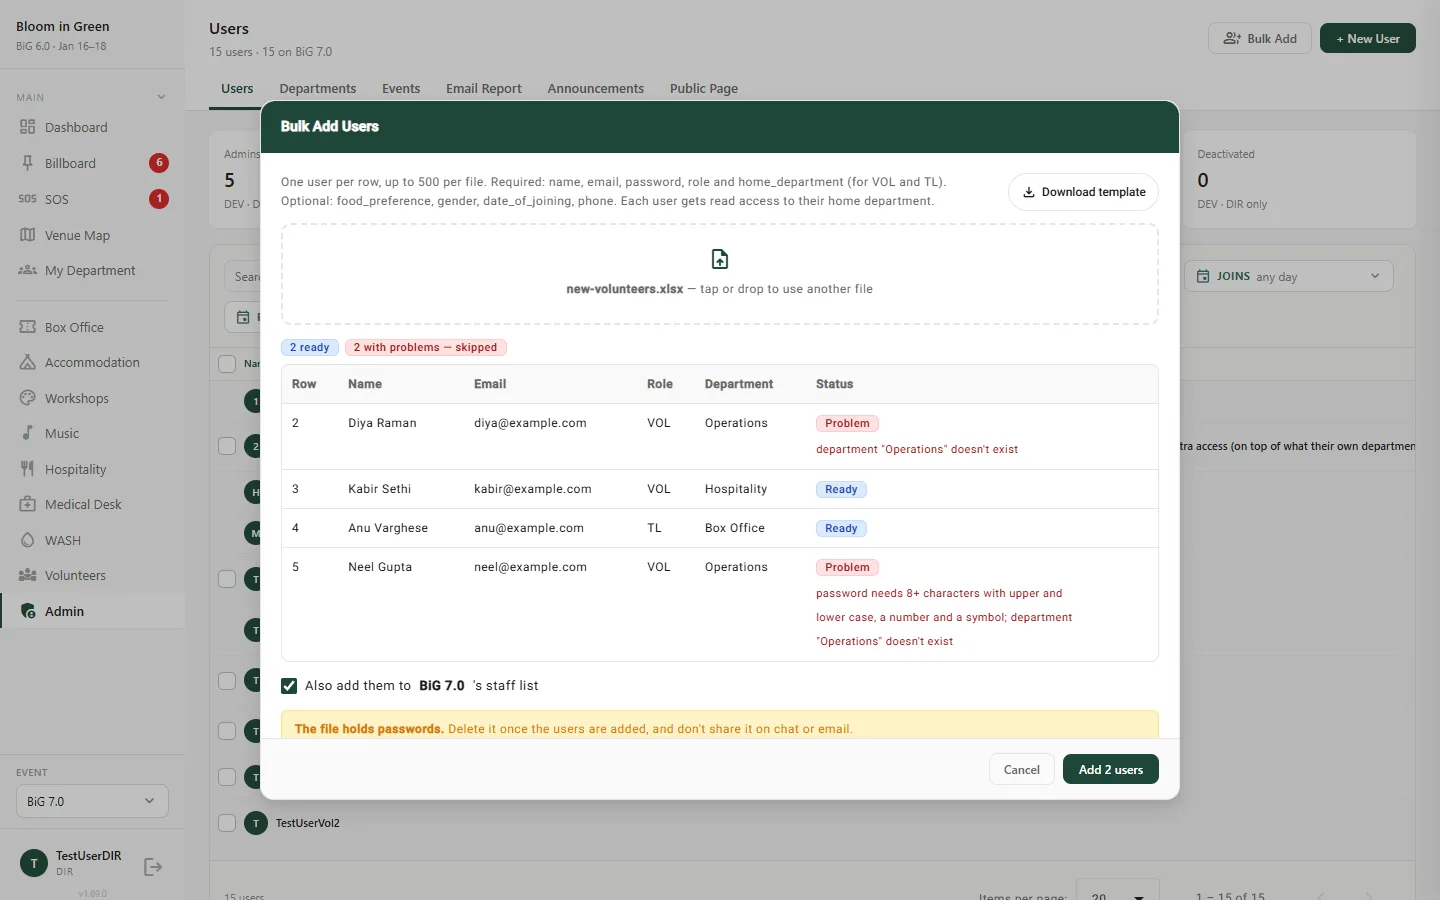 Bloom in Green
BiG 6.0 · Jan 16–18
MAIN
Dashboard
Billboard 6
SOS SOS 1
Venue Map
My Department
Box Office
Accommodation
Workshops
Music
Hospitality
Medical Desk
WASH
Volunteers
Admin
EVENT
BiG 7.0
T TestUserDIR
DIR
v1.69.0
Users
15 users · 15 on BiG 7.0
Bulk Add
+ New User
Users Departments Events Email Report Announcements Public Page
Admins
5
DEV · D
Deactivated
0
DEV · DIR only
Sear
JOINS any day
Bulk Add Users
One user per row, up to 500 per file. Required: name, email, password, role and home_department (for VOL and TL).
Optional: food_preference, gender, date_of_joining, phone. Each user gets read access to their home department.
Download template
new-volunteers.xlsx — tap or drop to use another file
2 ready 2 with problems — skipped
Row Name Email Role Department Status
2 Diya Raman diya@example.com VOL Operations Problem
department "Operations" doesn't exist
3 Kabir Sethi kabir@example.com VOL Hospitality Ready
4 Anu Varghese anu@example.com TL Box Office Ready
5 Neel Gupta neel@example.com VOL Operations Problem
password needs 8+ characters with upper and
lower case, a number and a symbol; department
"Operations" doesn't exist
Also add them to BiG 7.0 's staff list
The file holds passwords. Delete it once the users are added, and don't share it on chat or email.
Cancel Add 2 users
tra access (on top of what their own departmen
T TestUserVol2
15 users
Items per page: 20 1 – 15 of 15